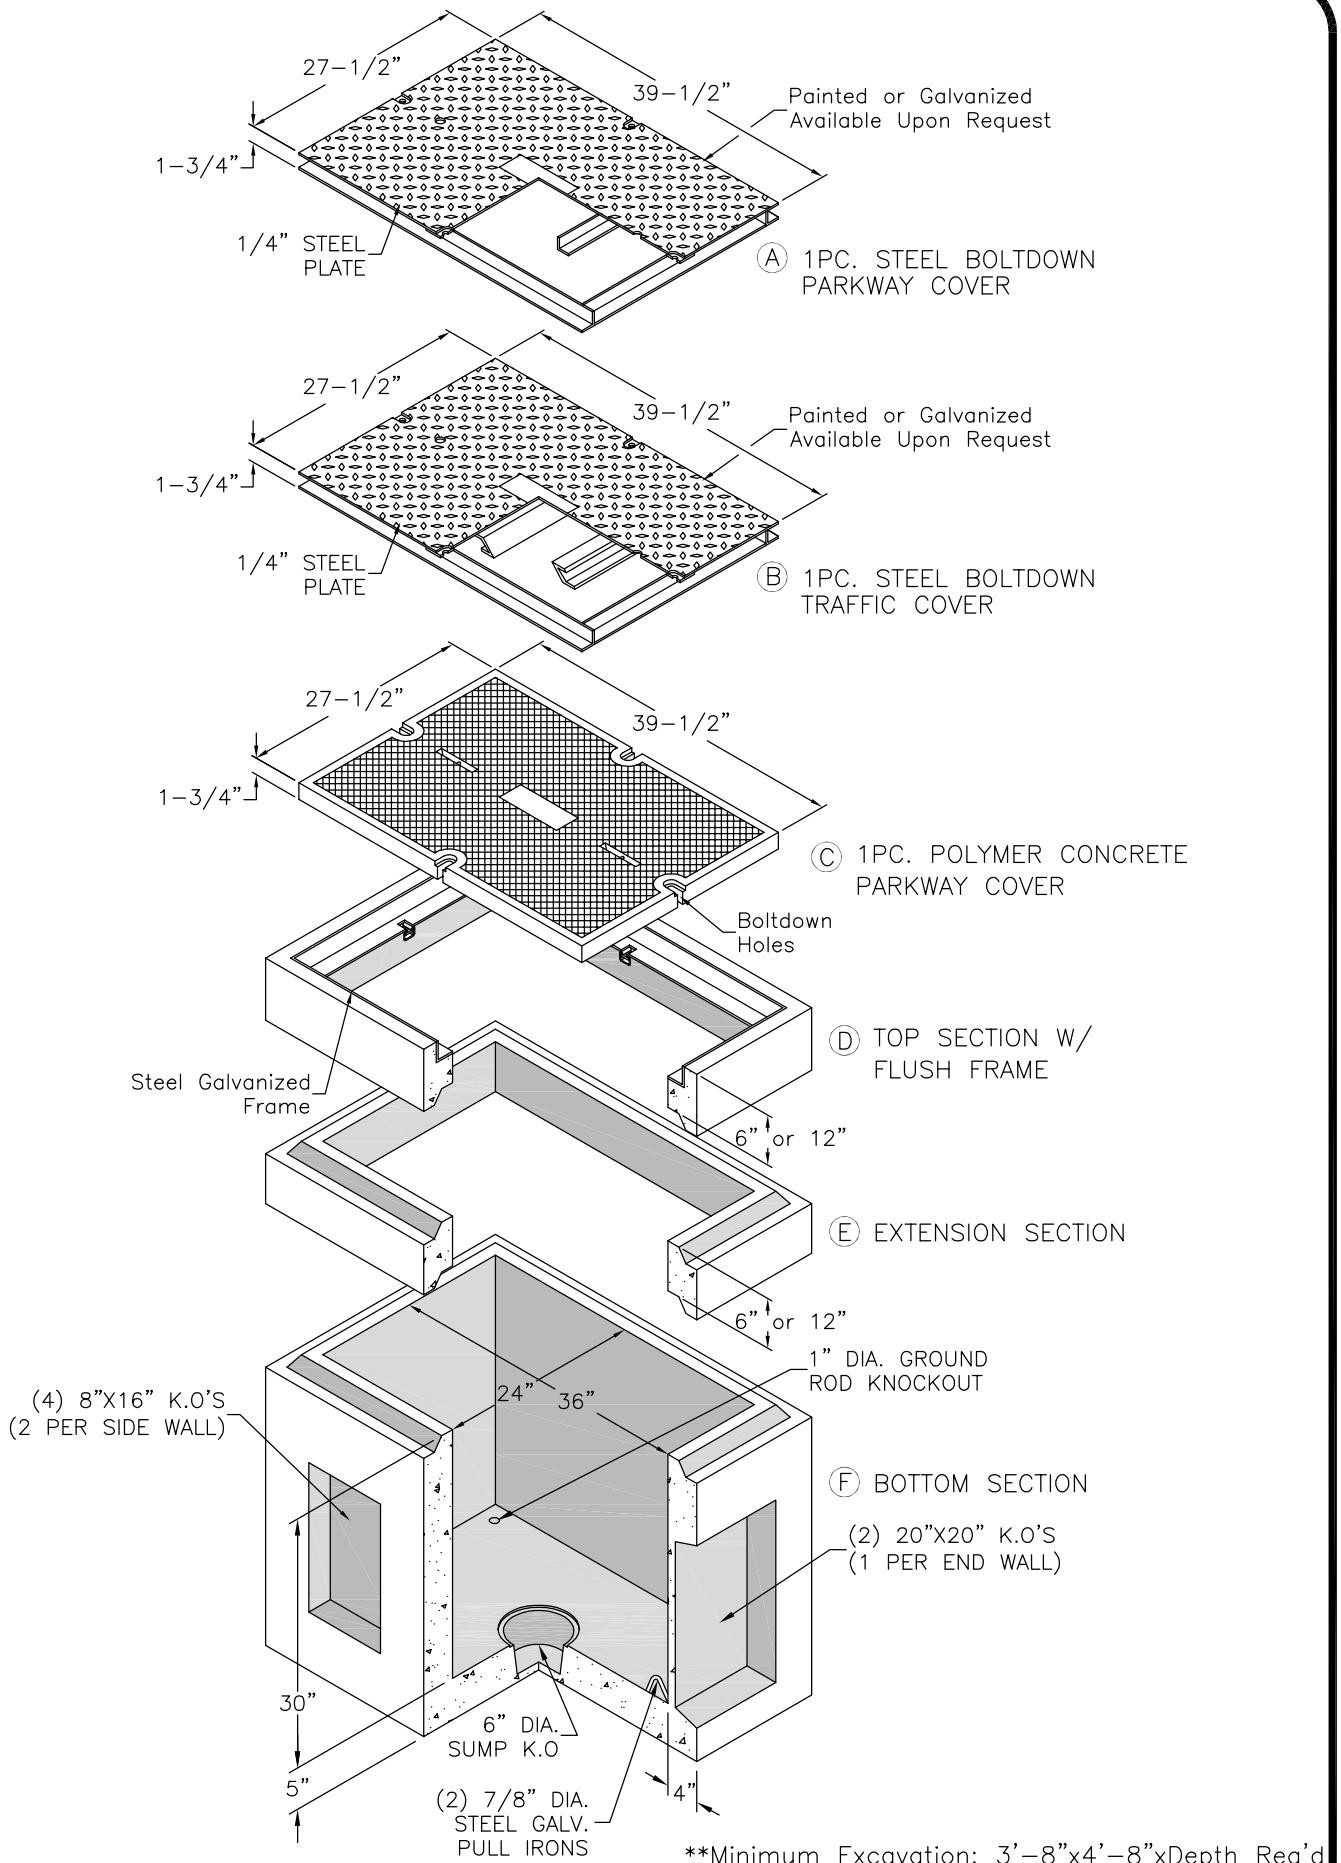 27-1/2"
39-1/2"
Painted or Galvanized
Available Upon Request
1-3/4"
1/4" STEEL
PLATE
A 1PC. STEEL BOLTDOWN
PARKWAY COVER
27-1/2"
39-1/2"
Painted or Galvanized
Available Upon Request
1-3/4"
1/4" STEEL
PLATE
B 1PC. STEEL BOLTDOWN
TRAFFIC COVER
27-1/2"
39-1/2"
1-3/4"
C 1PC. POLYMER CONCRETE
PARKWAY COVER
Boltdown
Holes
D TOP SECTION W/
FLUSH FRAME
Steel Galvanized
Frame
6" or 12"
E EXTENSION SECTION
6" or 12"
1" DIA. GROUND
ROD KNOCKOUT
24"
36"
(4) 8"X16" K.O'S
(2 PER SIDE WALL)
F BOTTOM SECTION
(2) 20"X20" K.O'S
(1 PER END WALL)
30"
6" DIA.
SUMP K.O
5"
4"
(2) 7/8" DIA.
STEEL GALV.
PULL IRONS
**Minimum Excavation: 3'-8"x4'-8"xDepth Req'd